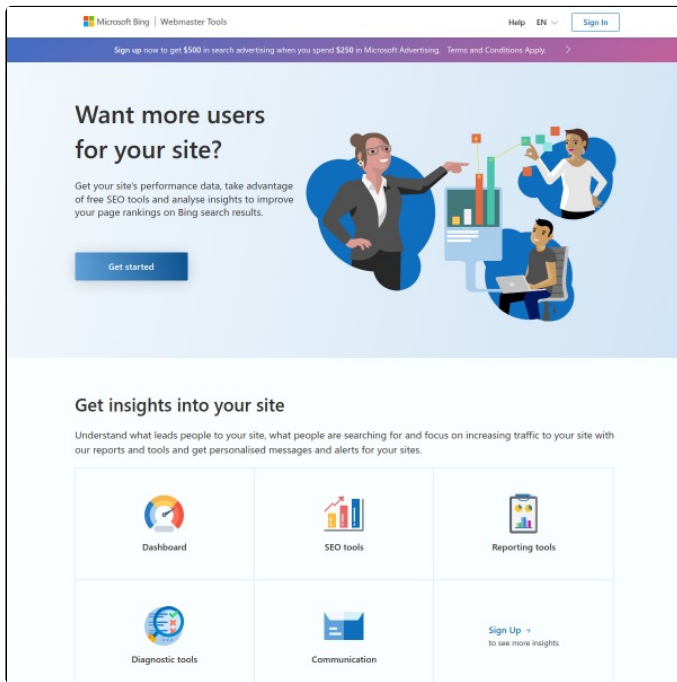 Microsoft Bing | Webmaster Tools
Help EN Sign In
Sign up now to get $500 in search advertising when you spend $250 in Microsoft Advertising. Terms and Conditions Apply.
Want more users
for your site?
Get your site's performance data, take advantage
of free SEO tools and analyse insights to improve
your page rankings on Bing search results.
Get started
Get insights into your site
Understand what leads people to your site, what people are searching for and focus on increasing traffic to your site with
our reports and tools and get personalised messages and alerts for your sites.
Dashboard
SEO tools
Reporting tools
Diagnostic tools
Communication
Sign Up →
to see more insights